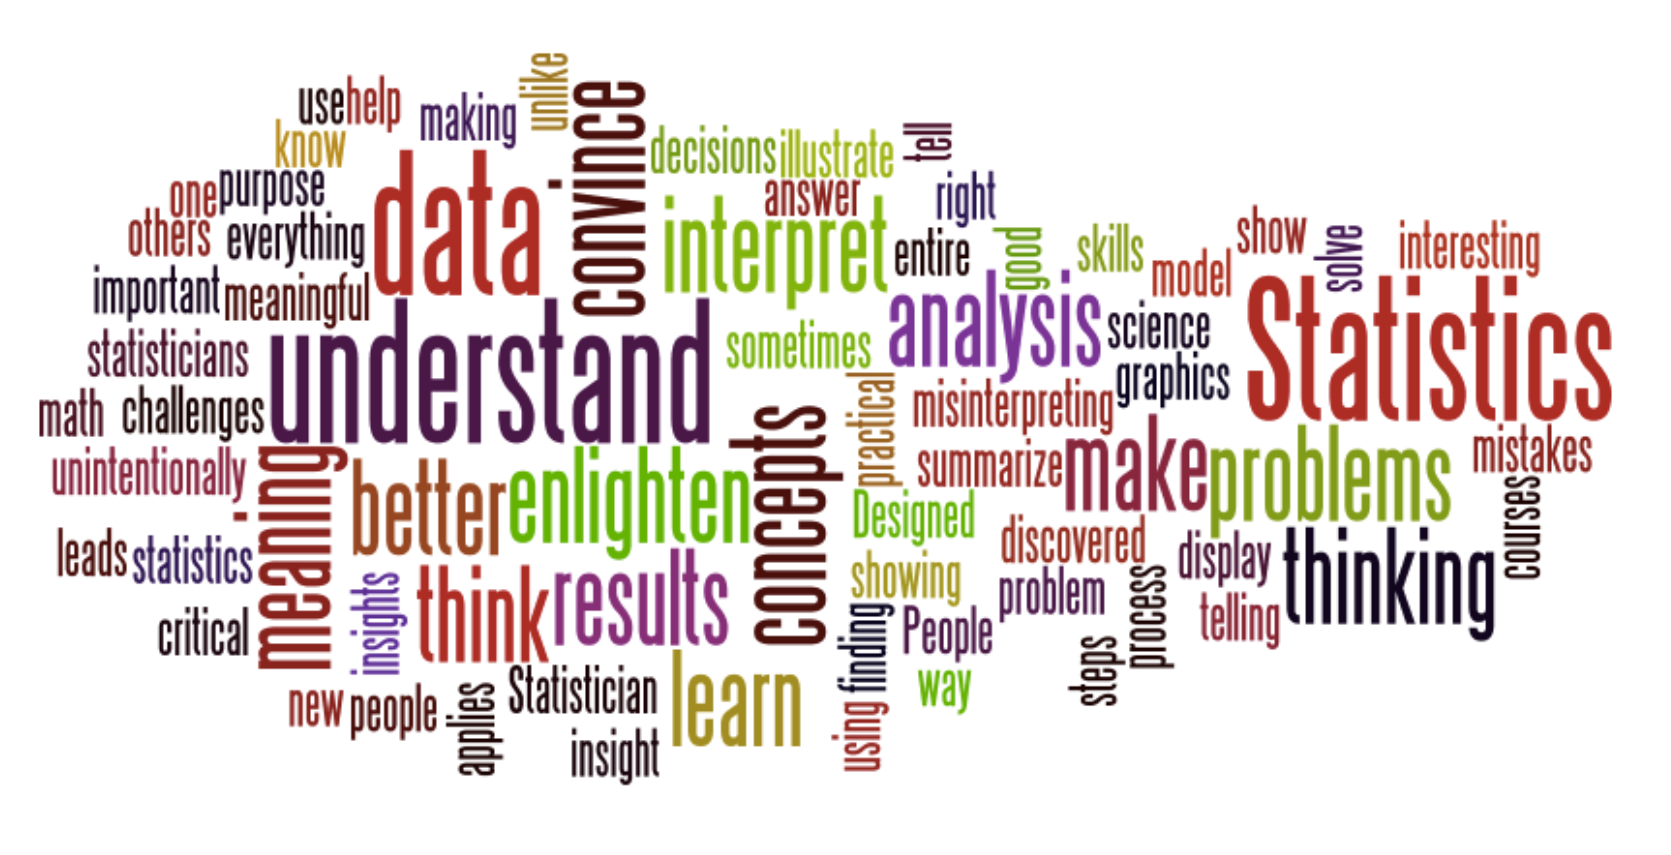 unlike
use
help
making
convince
know
decisions
illustrate
tell
data
answer
one
purpose
right
interpret
others
everything
entire
good
skills
show
solve
interesting
model
important
meaningful
analysis
science
Statistics
understand
sometimes
statisticians
graphics
math
challenges
practical
misinterpreting
concepts
make
problems
mistakes
unintentionally
meaning
better
enlighten
summarize
Designed
courses
discovered
leads
statistics
display
thinking
insights
think
results
showing
problem
process
critical
finding
People
telling
new
people
applies
Statistician
learn
way
steps
insight
using